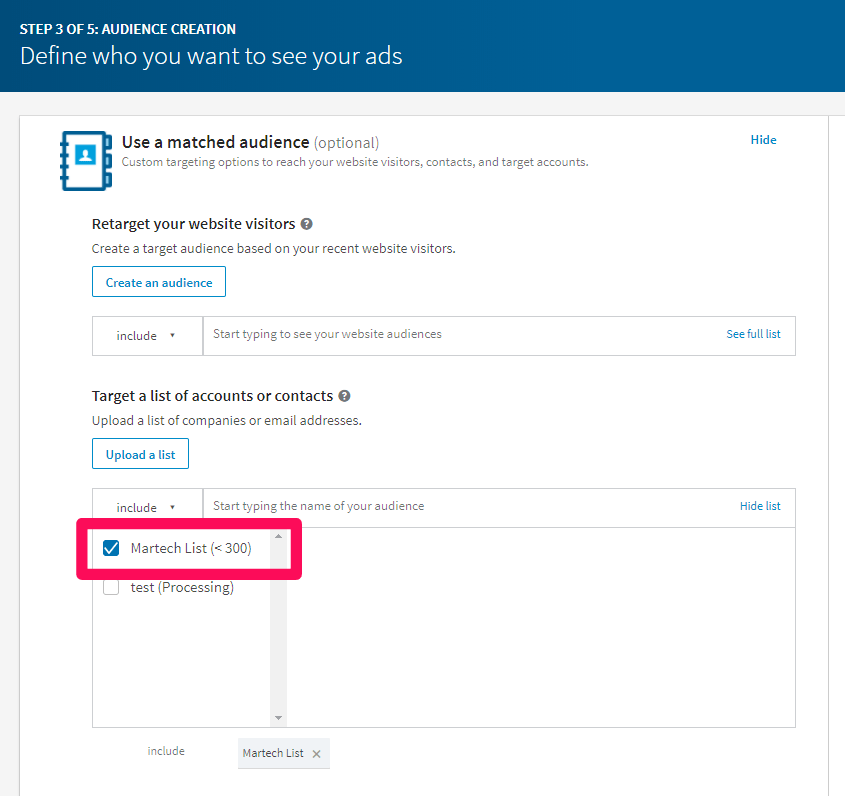 STEP 3 OF 5: AUDIENCE CREATION
Define who you want to see your ads
Use a matched audience (optional)
Hide
Custom targeting options to reach your website visitors, contacts, and target accounts.
Retarget your website visitors ?
Create a target audience based on your recent website visitors.
Create an audience
include ▾ Start typing to see your website audiences See full list
Target a list of accounts or contacts ?
Upload a list of companies or email addresses.
Upload a list
include ▾ Start typing the name of your audience Hide list
Martech List (< 300)
test (Processing)
include Martech List ×